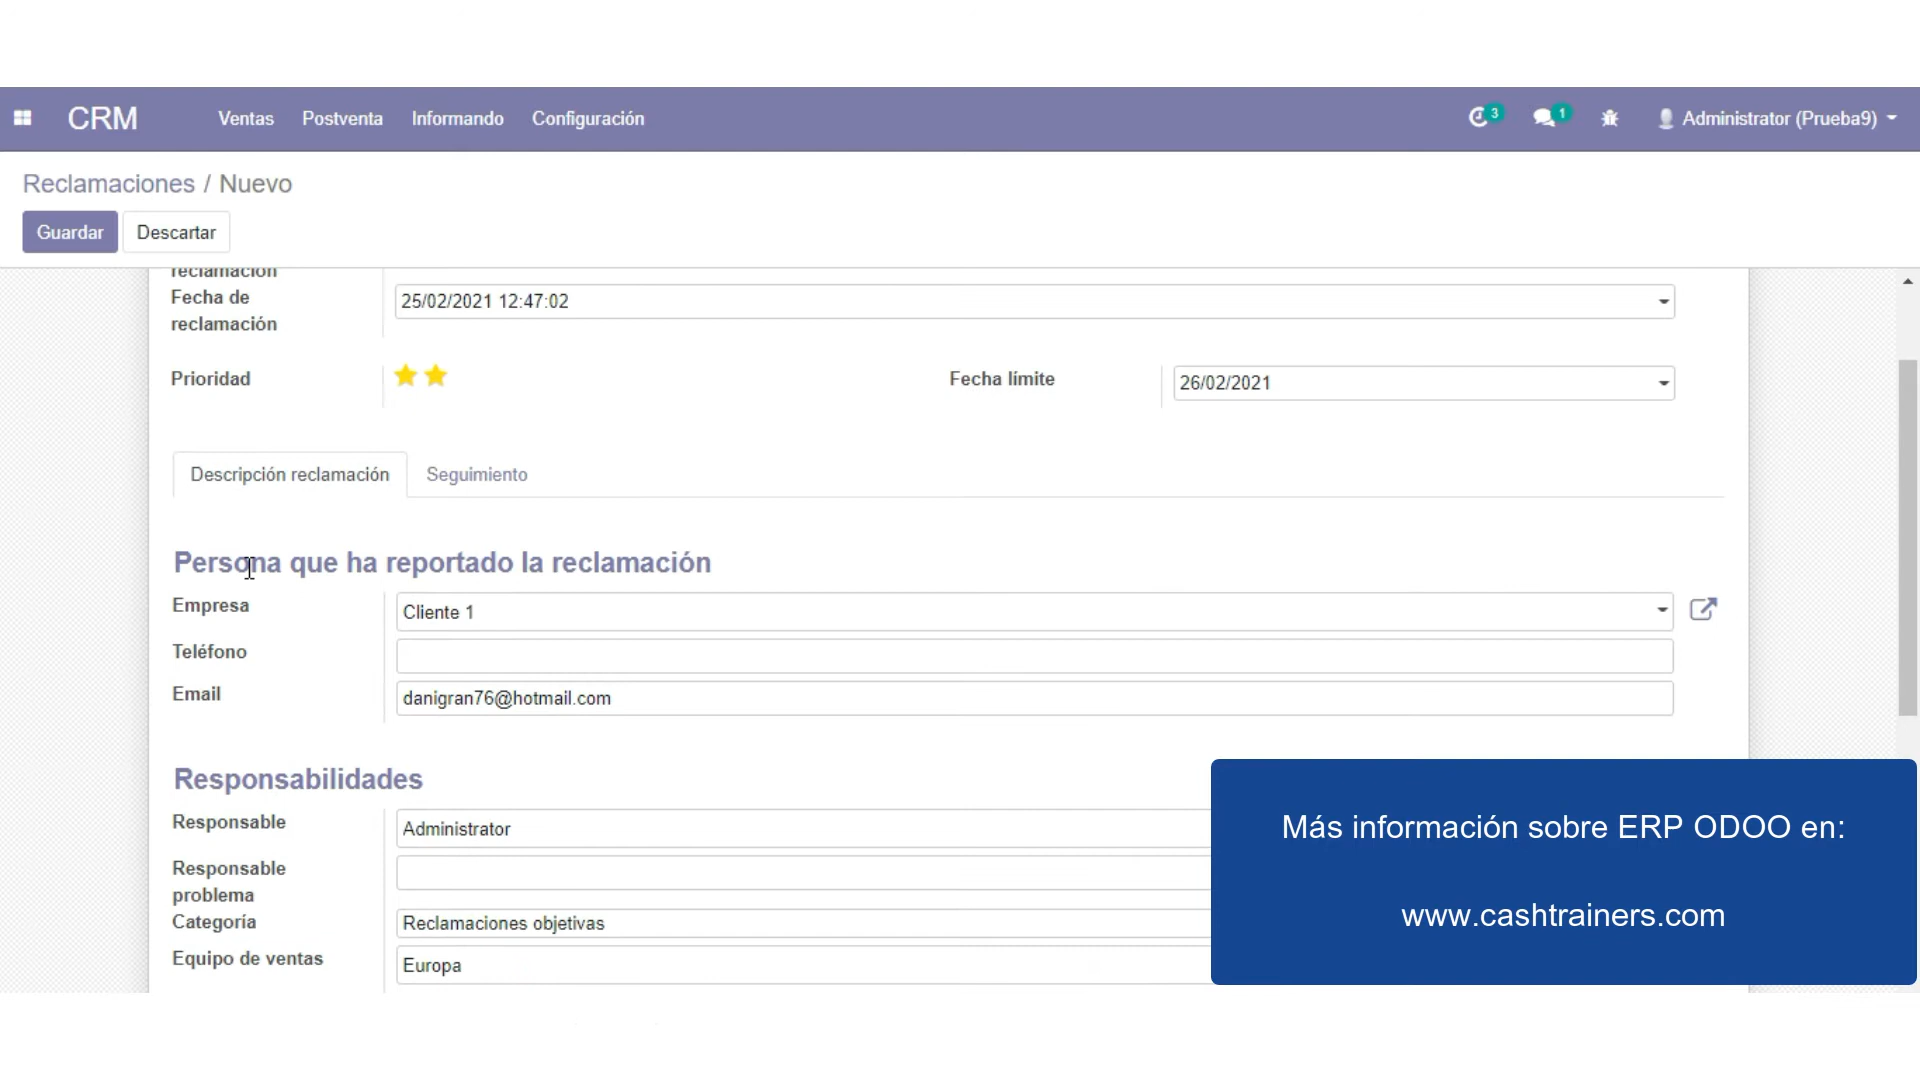 CRM Ventas Postventa Informando Configuración 3 1 Administrator (Prueba9)
Reclamaciones / Nuevo
Guardar Descartar
reclamación
Fecha de
reclamación
25/02/2021 12:47:02
Prioridad
Fecha límite 26/02/2021
Descripción reclamación Seguimiento
Persona que ha reportado la reclamación
Empresa Cliente 1
Teléfono
Email danigran76@hotmail.com
Responsabilidades
Responsable Administrator
Responsable
problema
Categoría Reclamaciones objetivas
Equipo de ventas Europa
Más información sobre ERP ODOO en:
www.cashtrainers.com